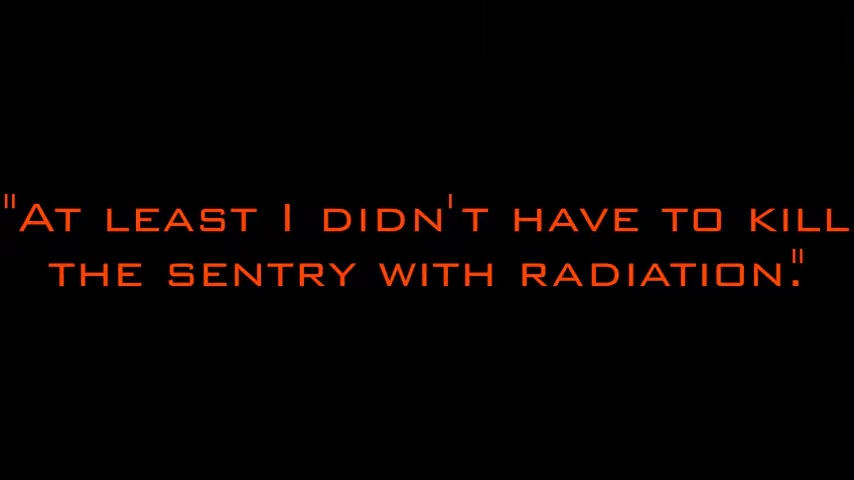 "At least I didn't have to kill
the sentry with radiation."